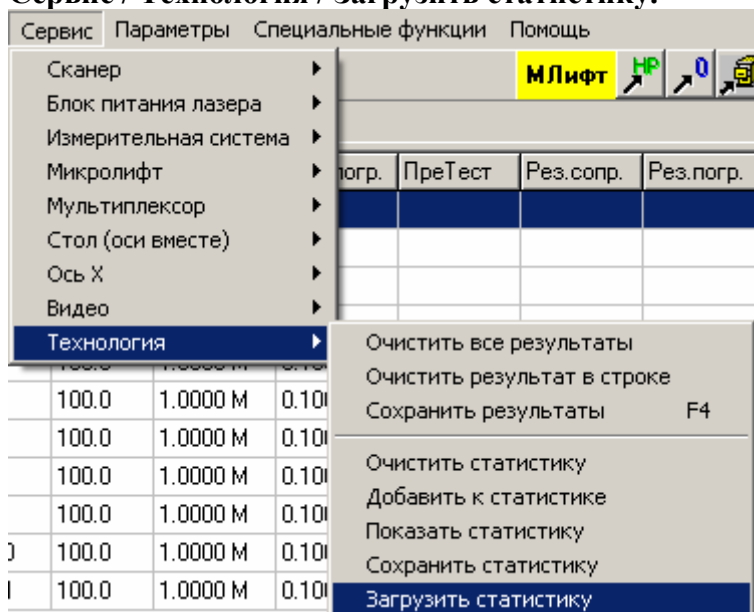 Сервис / Технология / Загрузить статистику.
Сервис Параметры Специальные функции Помощь
Сканер
МЛифт HP 0
Блок питания лазера
Измерительная система
Микролифт
погр. ПреТест Рез.сопр. Рез.погр.
Мультиплексор
Стол (оси вместе)
Ось X
Видео
Технология
Очистить все результаты
Очистить результат в строке
100.0 1.0000 М
Сохранить результаты F4
100.0 1.0000 М
100.0 1.0000 М
Очистить статистику
100.0 1.0000 М
Добавить к статистике
Показать статистику
100.0 1.0000 М
Сохранить статистику
100.0 1.0000 М
Загрузить статистику